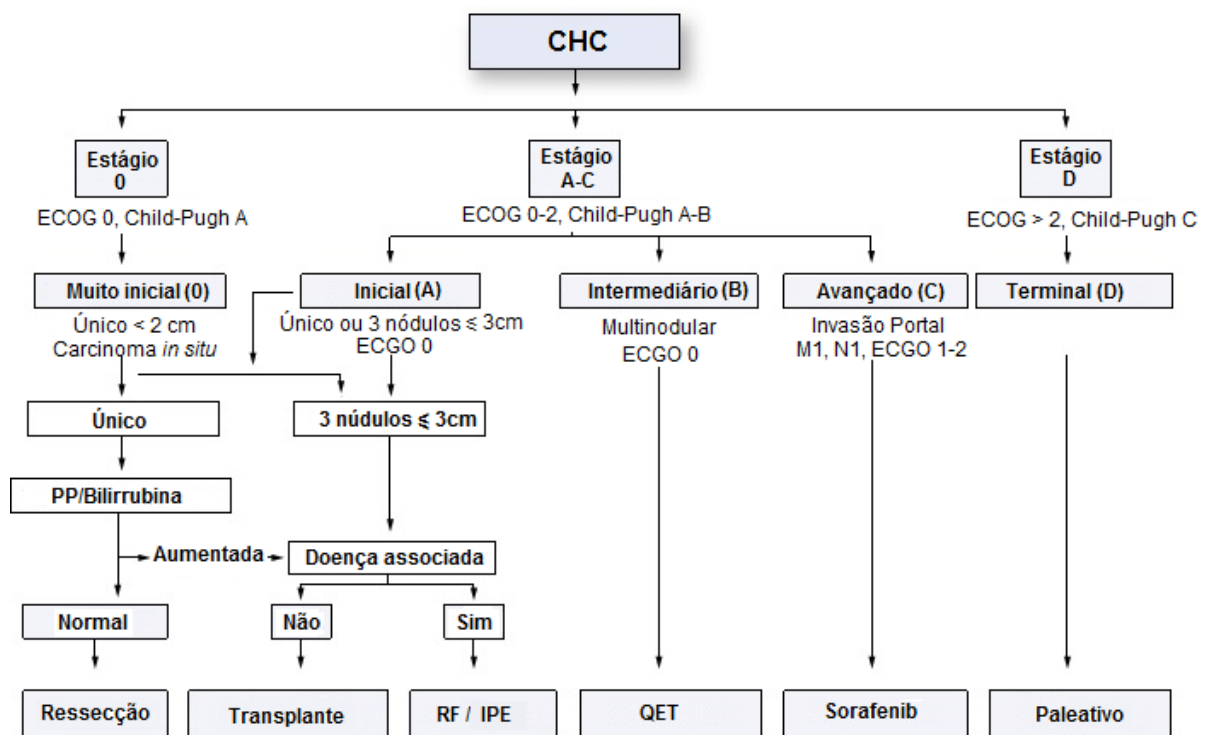 CHC
Estágio
0
Estágio
A-C
Estágio
D
ECOG 0, Child-Pugh A
ECOG 0-2, Child-Pugh A-B
ECOG > 2, Child-Pugh C
Muito inicial (0)
Inicial (A)
Intermediário (B)
Avançado (C)
Terminal (D)
Único < 2 cm
Carcinoma in situ
Único ou 3 nódulos ⩽ 3cm
ECGO 0
Multinodular
ECGO 0
Invasão Portal
M1, N1, ECGO 1-2
Único
3 núdulos ⩽ 3cm
PP/Bilirrubina
Aumentada
Doença associada
Normal
Não
Sim
Ressecção
Transplante
RF / IPE
QET
Sorafenib
Paleativo